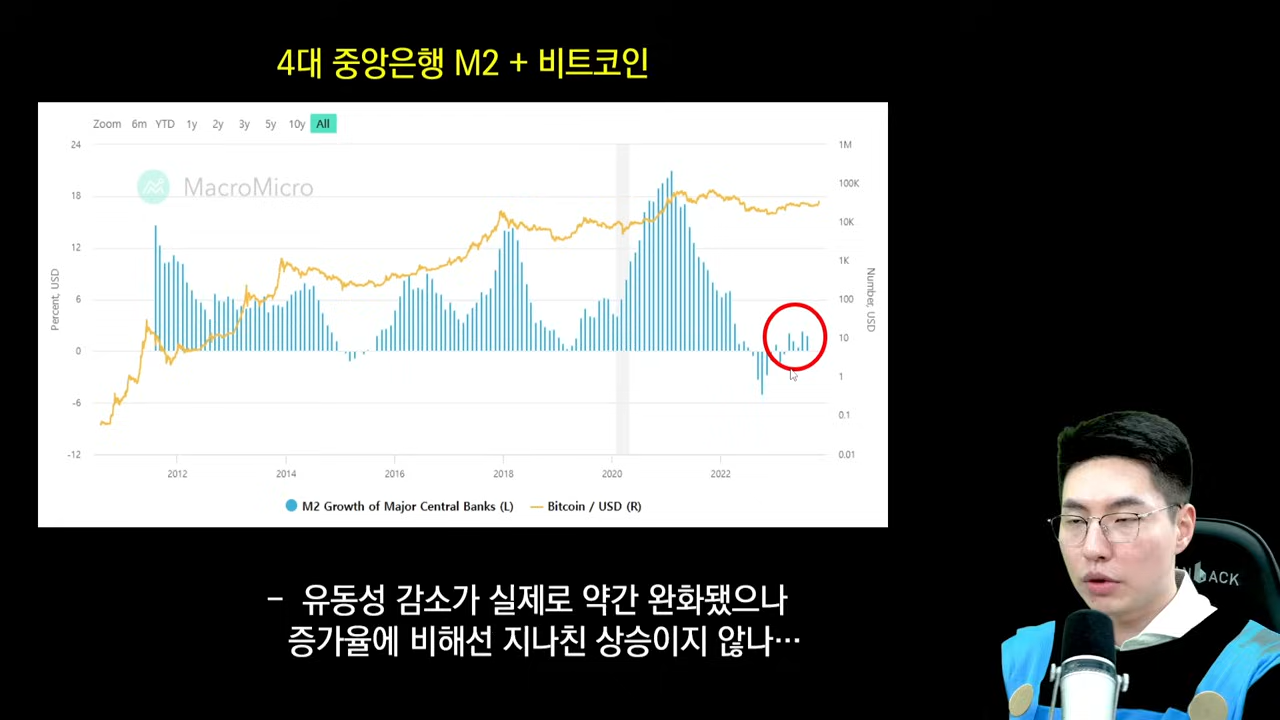 4대 중앙은행 M2 + 비트코인
Zoom 6m YTD 1y 2y 3y 5y 10y All
24 1M
MacroMicro
18 100K
10K
12
1K
6 100
Percent, USD
Number, USD
0 10
1
-6 0.1
-12 0.01
2012 2014 2016 2018 2020 2022
M2 Growth of Major Central Banks (L) Bitcoin / USD (R)
- 유동성 감소가 실제로 약간 완화됐으나
증가율에 비해선 지나친 상승이지 않나…